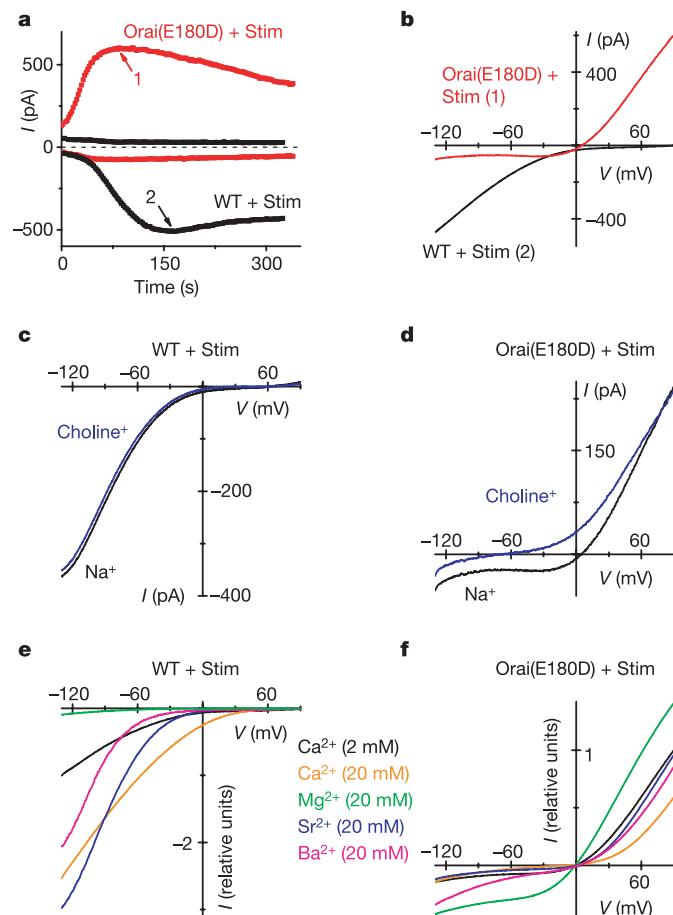 a
Orai(E180D) + Stim
500
I (pA)
0
−500
1
2
WT + Stim
0 150 300
Time (s)
b
I (pA)
400
Orai(E180D) +
Stim (1)
−120 −60 60
V (mV)
−400
WT + Stim (2)
c
WT + Stim
−120 −60 60
V (mV)
Choline⁺
−200
Na⁺
I (pA)
−400
d
Orai(E180D) + Stim
I (pA)
150
Choline⁺
−120 −60 60
V (mV)
Na⁺
e
WT + Stim
−120 −60 60
V (mV)
−2
I (relative units)
Ca²⁺ (2 mM)
Ca²⁺ (20 mM)
Mg²⁺ (20 mM)
Sr²⁺ (20 mM)
Ba²⁺ (20 mM)
f
Orai(E180D) + Stim
1
I (relative units)
−120 −60 60
V (mV)